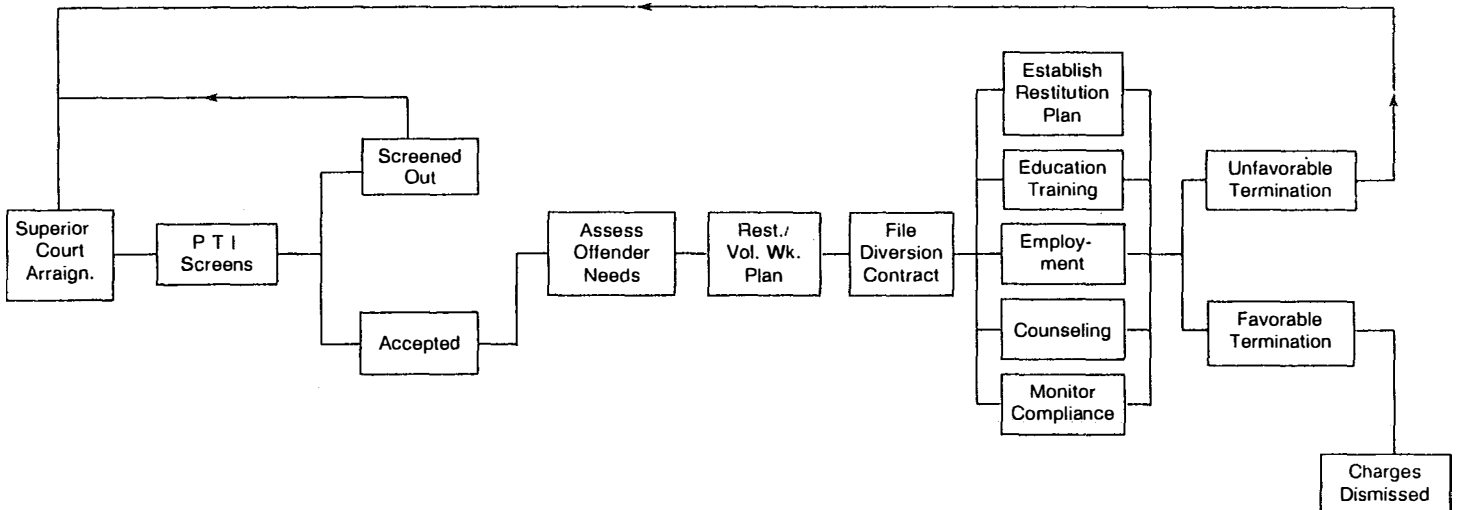 Superior
Court
Arraign.
P T I
Screens
Screened
Out
Accepted
Assess
Offender
Needs
Rest./
Vol. Wk.
Plan
File
Diversion
Contract
Establish
Restitution
Plan
Education
Training
Employ-
ment
Counseling
Monitor
Compliance
Unfavorable
Termination
Favorable
Termination
Charges
Dismissed